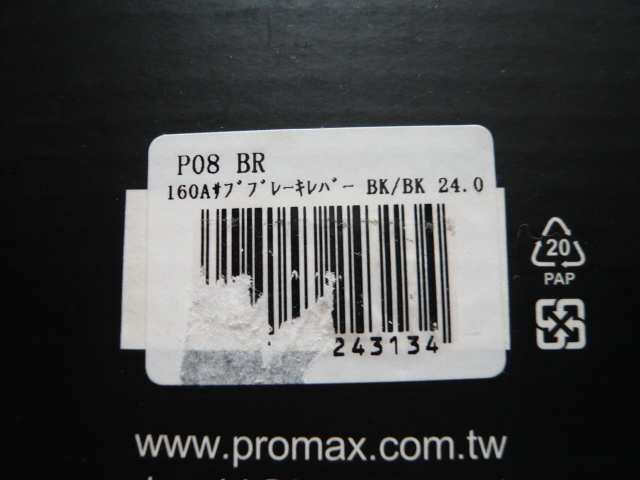 P08 BR
160Aｻﾌﾞﾌﾞﾚｰｷﾚﾊﾞｰ BK/BK 24.0
243134
20
PAP
www.promax.com.tw